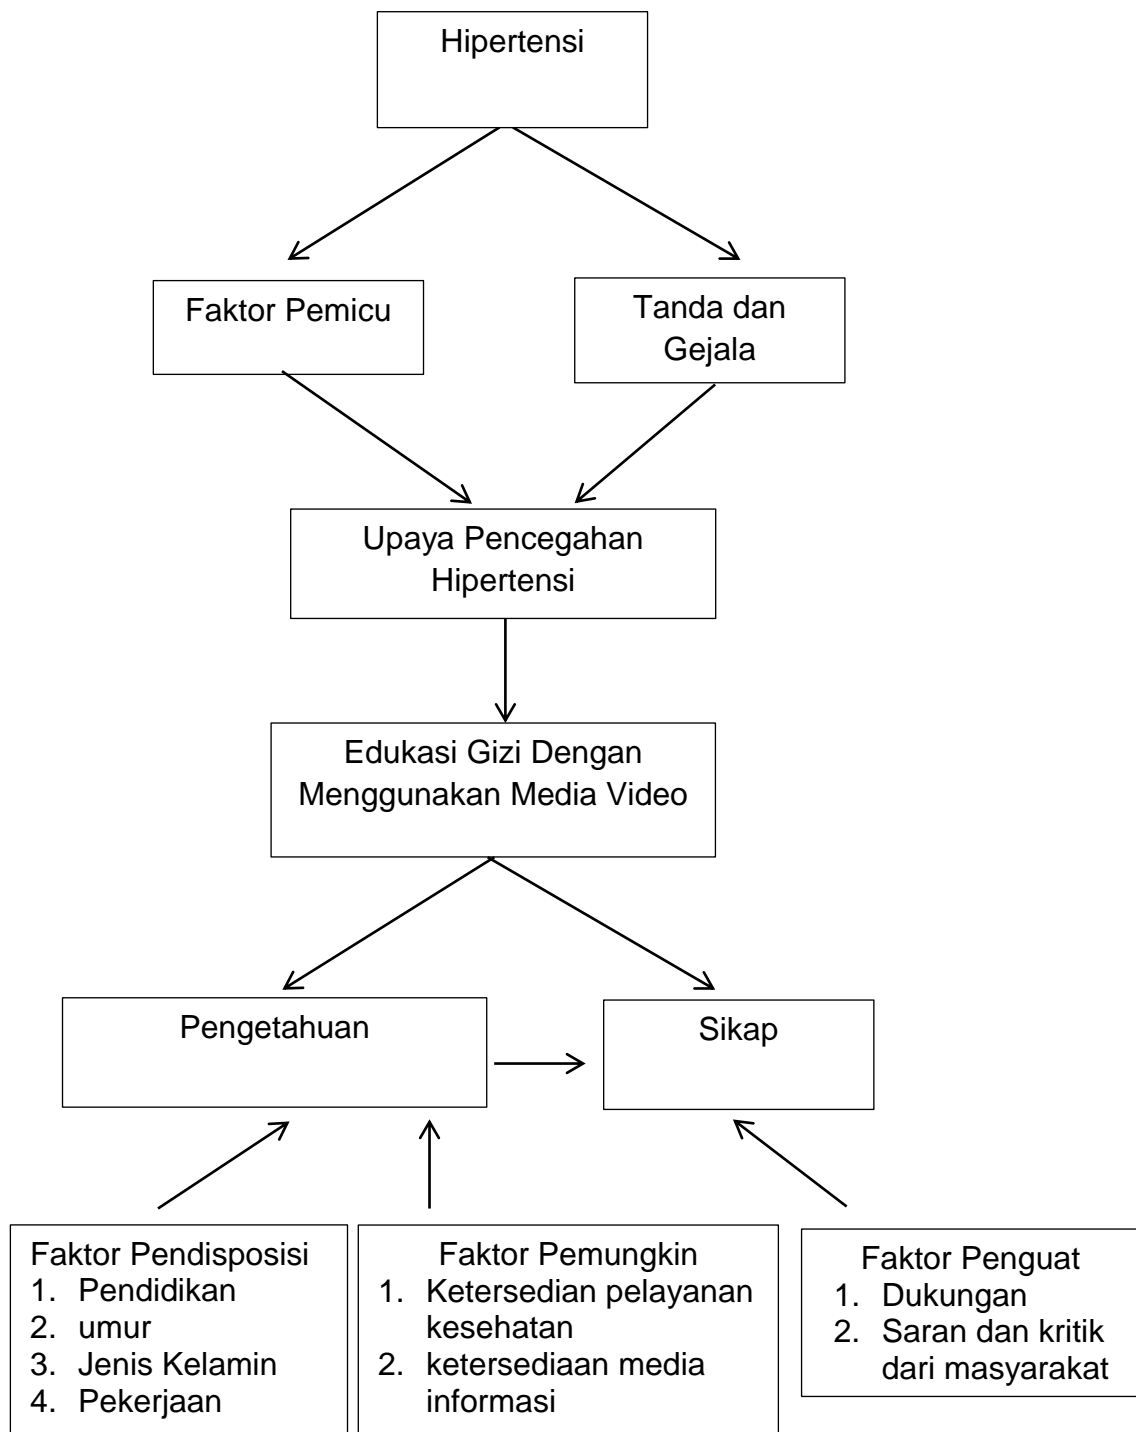 Hipertensi
Faktor Pemicu
Tanda dan
Gejala
Upaya Pencegahan
Hipertensi
Edukasi Gizi Dengan
Menggunakan Media Video
Pengetahuan
Sikap
Faktor Pendisposisi
1. Pendidikan
2. umur
3. Jenis Kelamin
4. Pekerjaan
Faktor Pemungkin
1. Ketersedian pelayanan
kesehatan
2. ketersediaan media
informasi
Faktor Penguat
1. Dukungan
2. Saran dan kritik
dari masyarakat